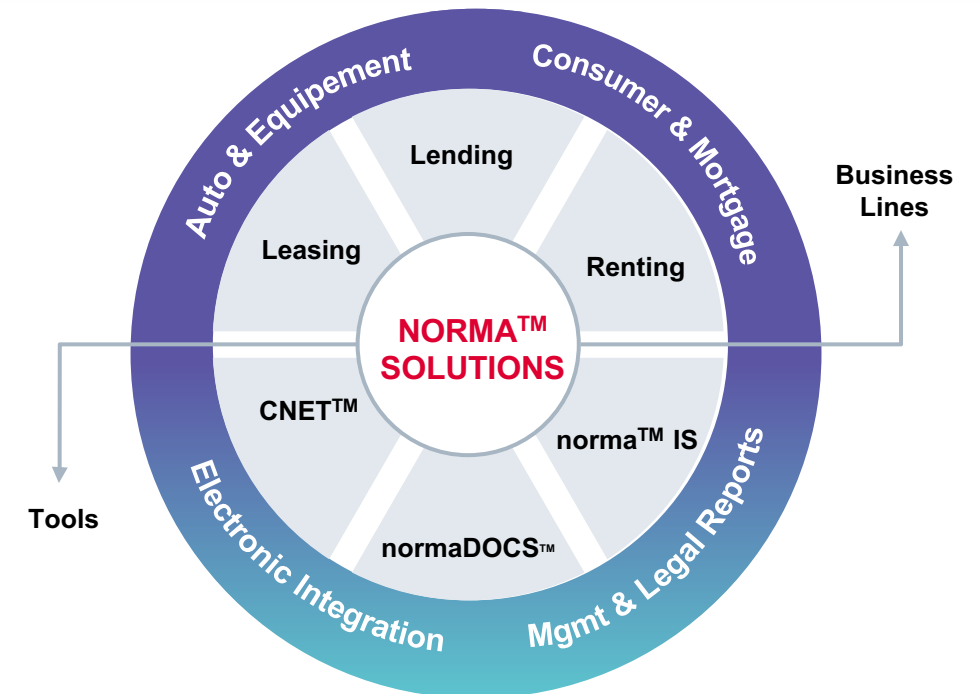 Auto & Equipement
Consumer & Mortgage
Lending
Leasing
Renting
Business
Lines
NORMA™
SOLUTIONS
CNET™
norma™ IS
normaDOCS™
Tools
Electronic Integration
Mgmt & Legal Reports